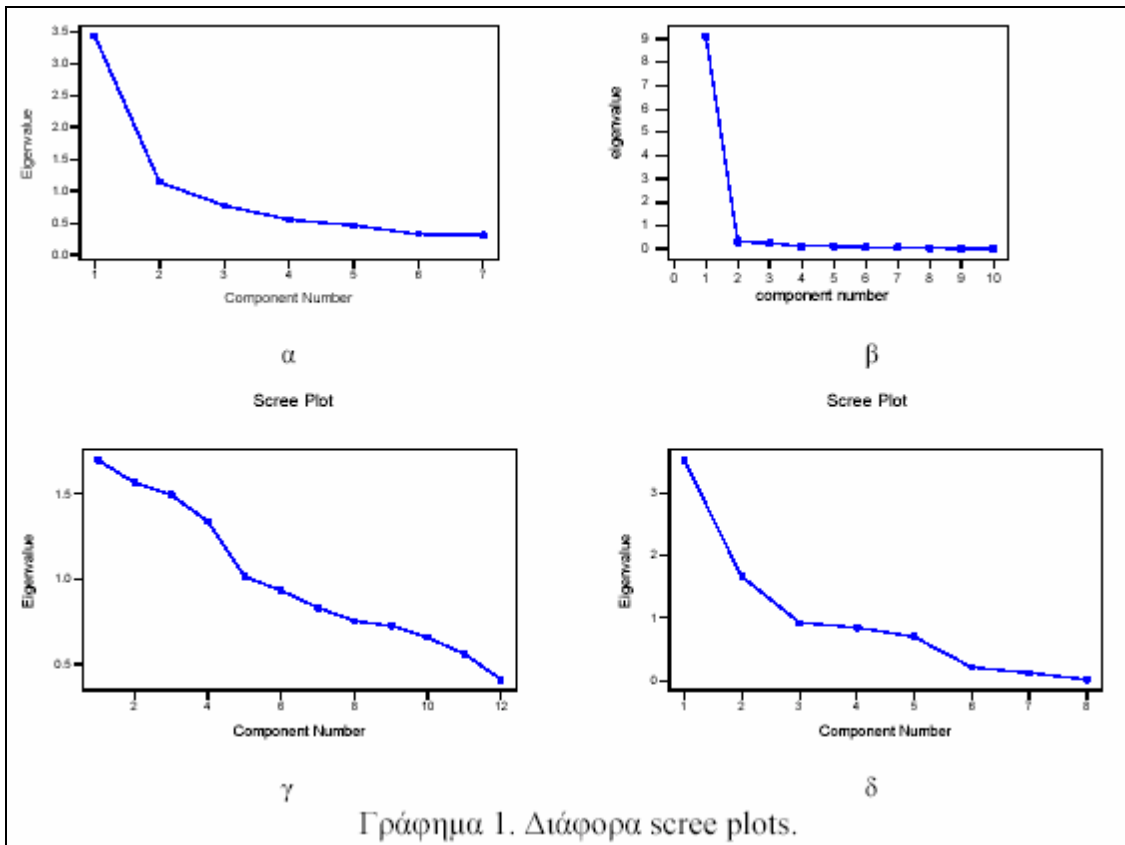 3.5
3.0
2.5
2.0
1.5
1.0
0.5
0.0
Eigenvalue
1 2 3 4 5 6 7
Component Number
α
9
8
7
6
5
4
3
2
1
0
eigenvalue
0 1 2 3 4 5 6 7 8 9 10
component number
β
Scree Plot
1.5
1.0
0.5
Eigenvalue
2 4 6 8 10 12
Component Number
γ
Scree Plot
3
2
1
0
Eigenvalue
1 2 3 4 5 6 7 8
Component Number
δ
Γράφημα 1. Διάφορα scree plots.